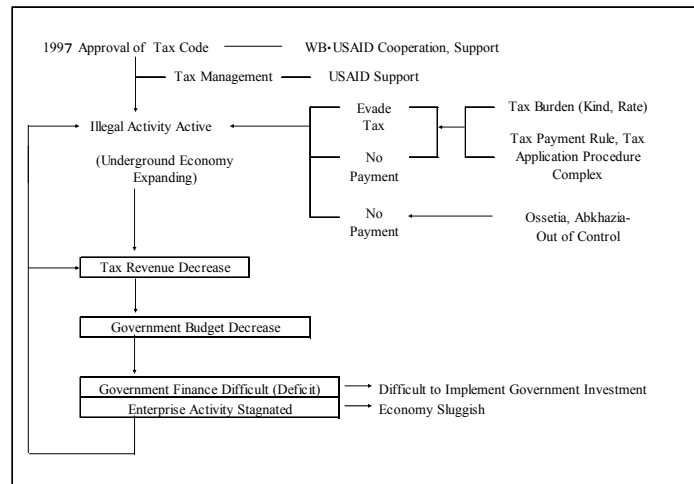 1997 Approval of Tax Code
WB・USAID Cooperation, Support
Tax Management
USAID Support
Illegal Activity Active
(Underground Economy
Expanding)
Evade
Tax
No
Payment
No
Payment
Tax Burden (Kind, Rate)
Tax Payment Rule, Tax
Application Procedure
Complex
Ossetia, Abkhazia-
Out of Control
Tax Revenue Decrease
Government Budget Decrease
Government Finance Difficult (Deficit)
Difficult to Implement Government Investment
Enterprise Activity Stagnated
Economy Sluggish